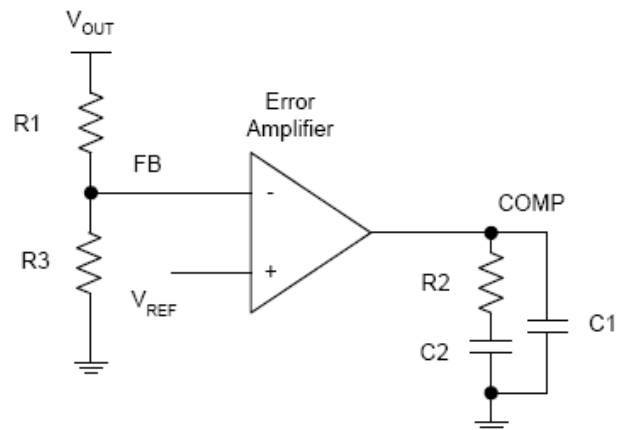 VOUT
R1
Error
Amplifier
FB
-
COMP
R3
+
VREF
R2
C2
C1